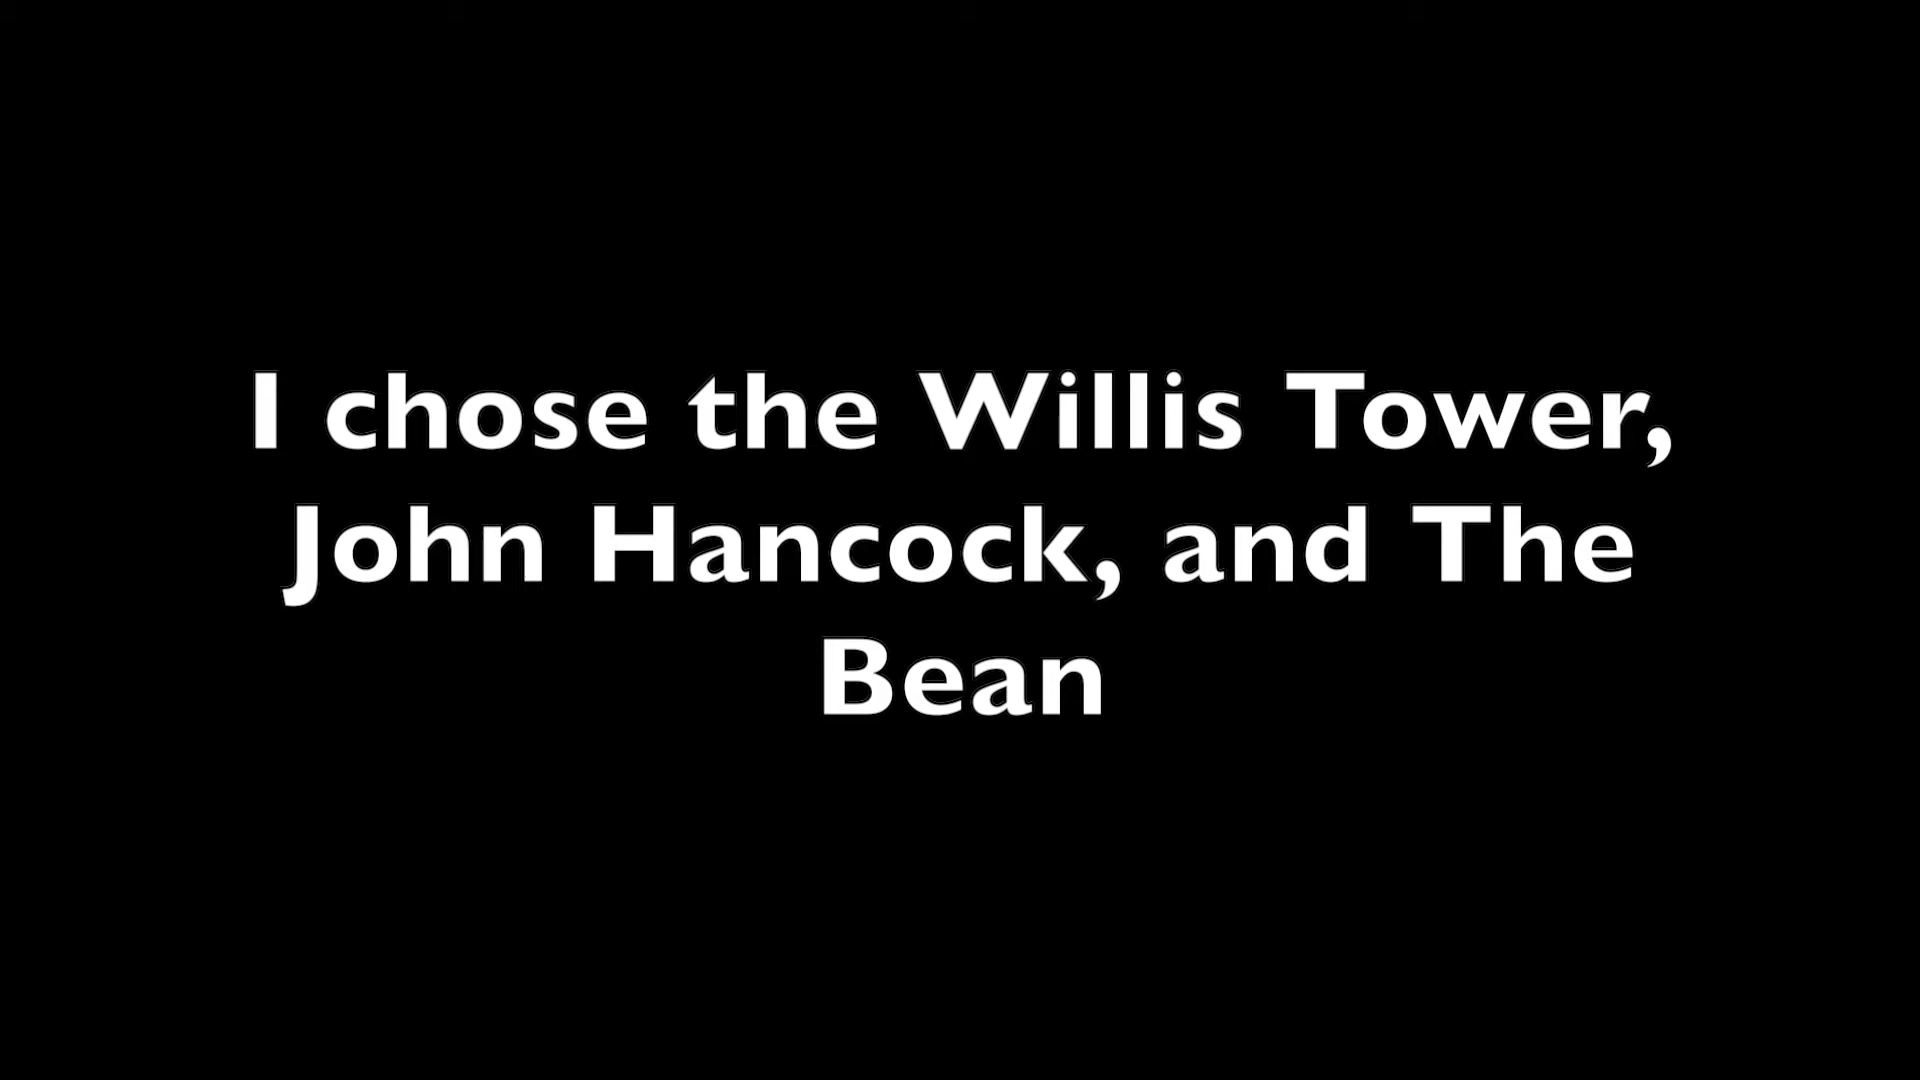 I chose the Willis Tower,
John Hancock, and The
Bean